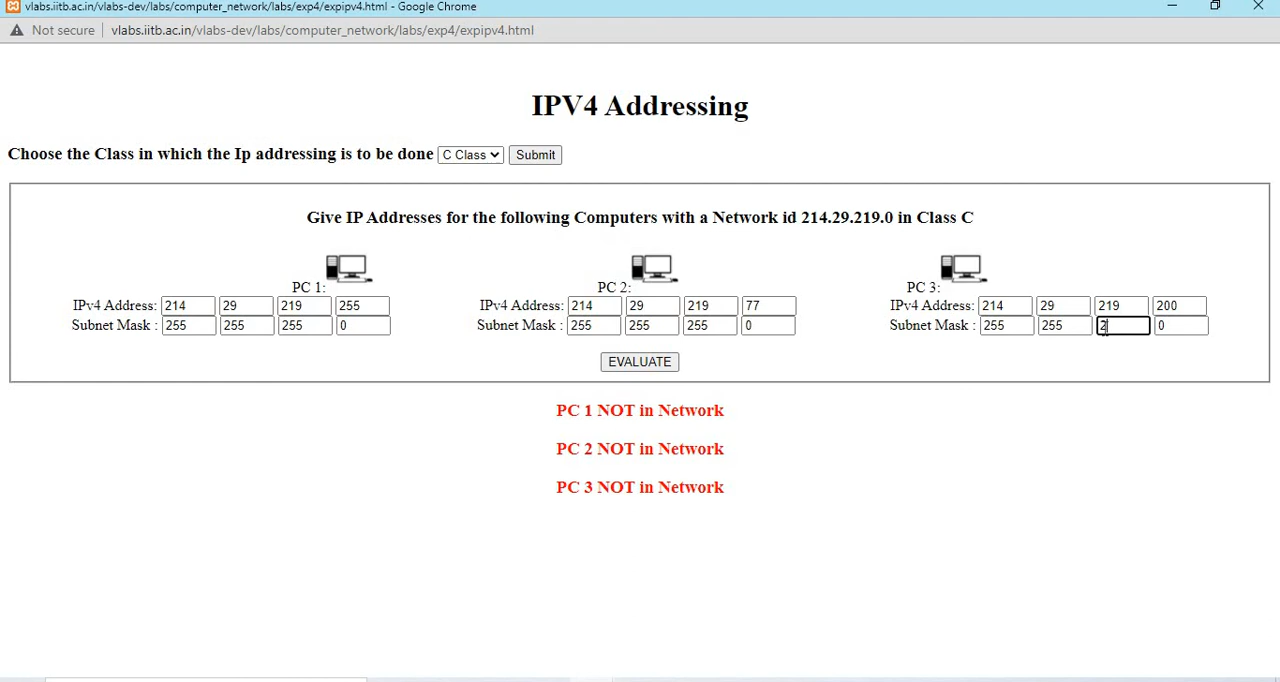 vlabs.iitb.ac.in/vlabs-dev/labs/computer_network/labs/exp4/expipv4.html - Google Chrome
Not secure | vlabs.iitb.ac.in/vlabs-dev/labs/computer_network/labs/exp4/expipv4.html
IPV4 Addressing
Choose the Class in which the Ip addressing is to be done C Class Submit
Give IP Addresses for the following Computers with a Network id 214.29.219.0 in Class C
PC 1: PC 2: PC 3:
IPv4 Address: 214 29 219 255 IPv4 Address: 214 29 219 77 IPv4 Address: 214 29 219 200
Subnet Mask : 255 255 255 0 Subnet Mask : 255 255 255 0 Subnet Mask : 255 255 2 0
EVALUATE
PC 1 NOT in Network
PC 2 NOT in Network
PC 3 NOT in Network